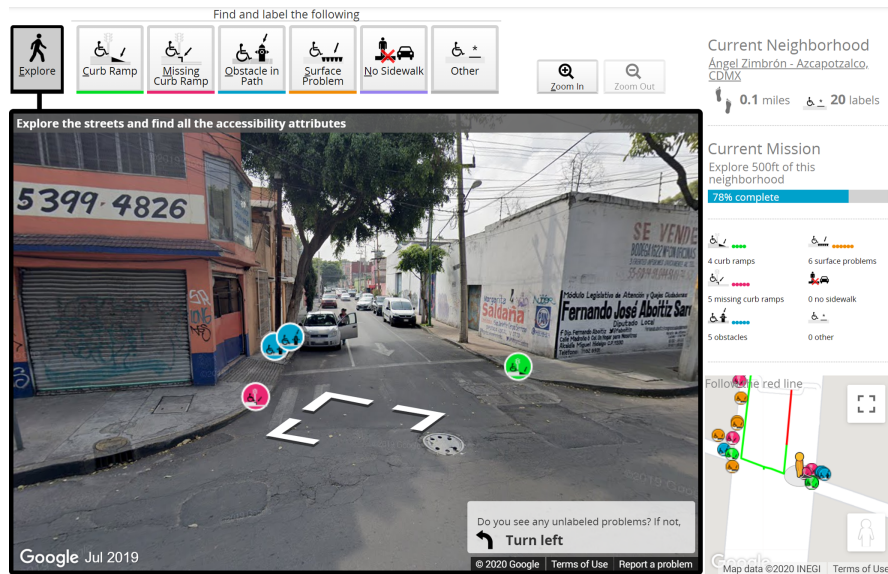 Find and label the following
Explore
Curb Ramp
Missing
Curb Ramp
Obstacle in
Path
Surface
Problem
No Sidewalk
Other
Zoom In
Zoom Out
Current Neighborhood
Ángel Zimbrón - Azcapotzalco,
CDMX
0.1 miles
20 labels
Current Mission
Explore 500ft of this
neighborhood
78% complete
4 curb ramps
6 surface problems
5 missing curb ramps
0 no sidewalk
5 obstacles
0 other
Follow the red line
Google
Map data ©2020 INEGI
Terms of Use
Explore the streets and find all the accessibility attributes
5399-4826
SE VENDE
Margarita
Saldaña
PAN
Módulo Legislativo de Atención y Quejas Ciudadanas
Fernando José Aboitiz Sar
Diputado Local
Do you see any unlabeled problems? If not,
Turn left
Google Jul 2019
© 2020 Google
Terms of Use
Report a problem